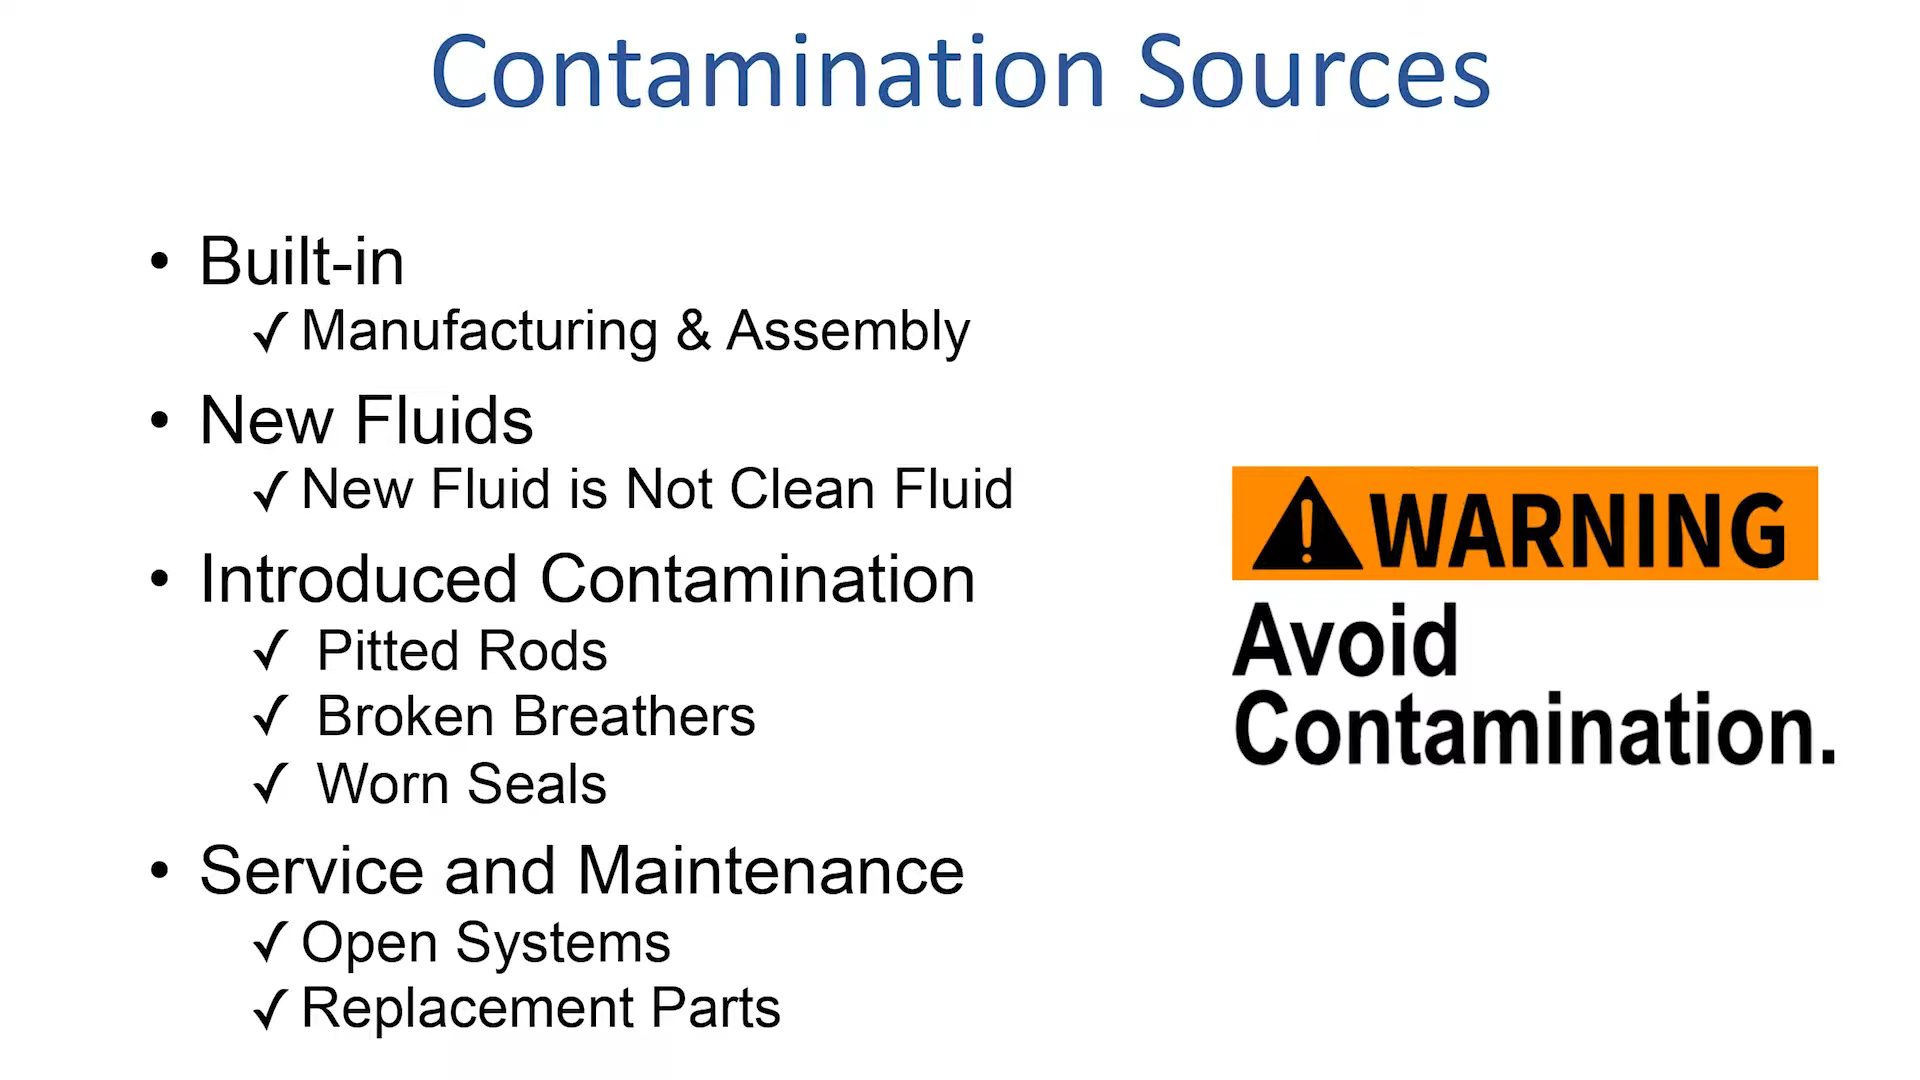 Contamination Sources
• Built-in
✓ Manufacturing & Assembly
• New Fluids
✓ New Fluid is Not Clean Fluid
• Introduced Contamination
✓ Pitted Rods
✓ Broken Breathers
✓ Worn Seals
• Service and Maintenance
✓ Open Systems
✓ Replacement Parts
WARNING
Avoid
Contamination.